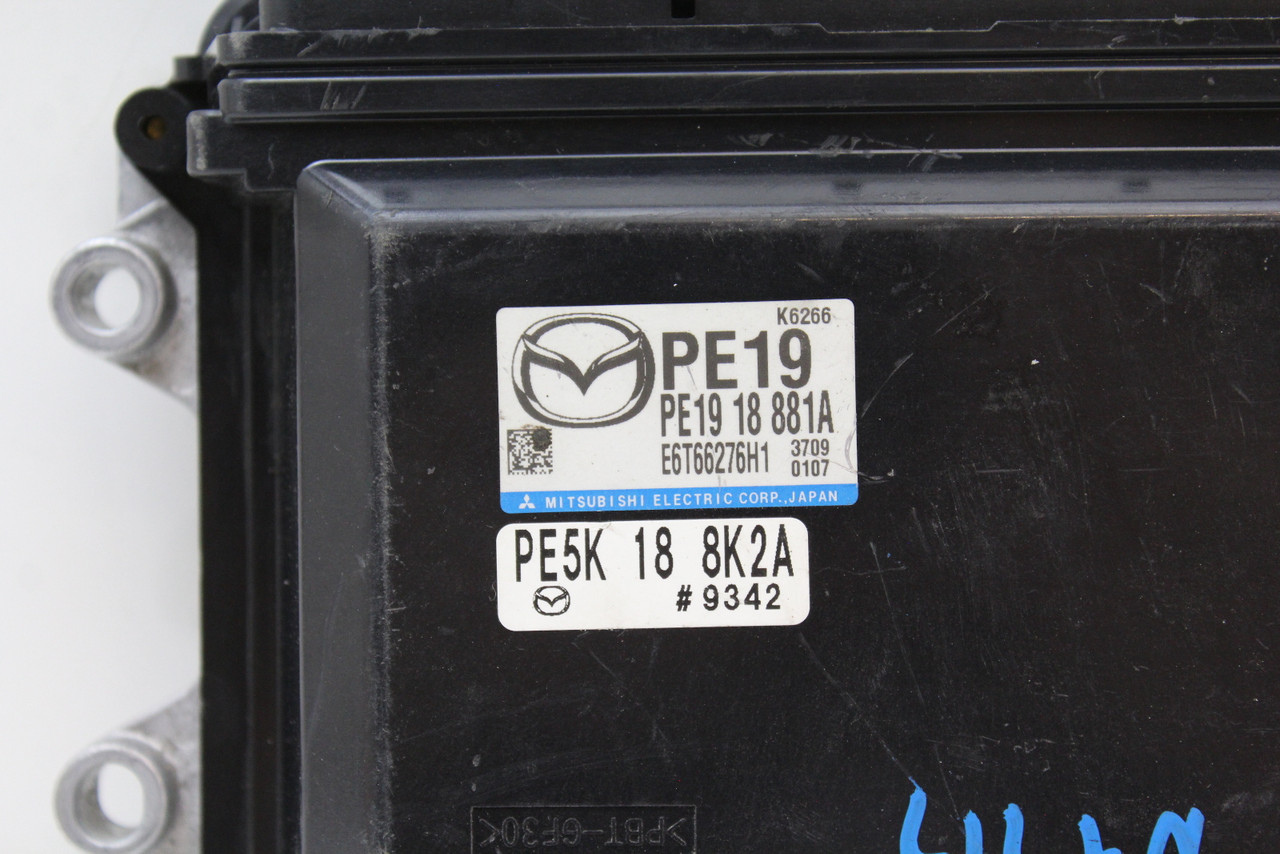 K6266
PE19
PE19 18 881A
E6T66276H1 3709
0107
MITSUBISHI ELECTRIC CORP.,JAPAN
PE5K 18 8K2A
#9342
>PBT-GF30<